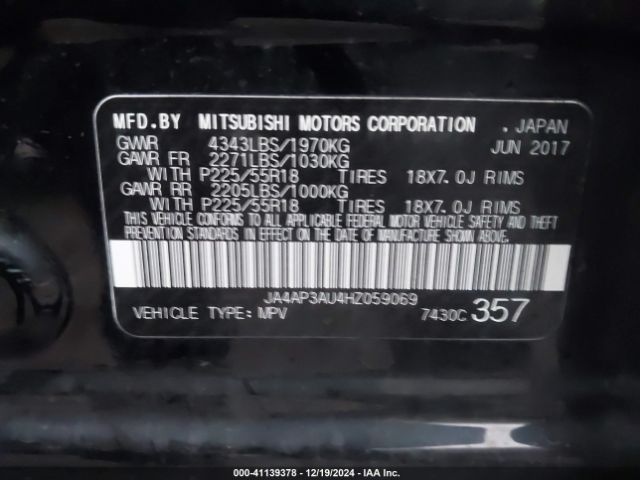 MFD.BY MITSUBISHI MOTORS CORPORATION . JAPAN
GVWR 4343LBS/1970KG JUN 2017
GAWR FR 2271LBS/1030KG
WITH P225/55R18 TIRES 18X7.0J RIMS
GAWR RR 2205LBS/1000KG
WITH P225/55R18 TIRES 18X7.0J RIMS
THIS VEHICLE CONFORMS TO ALL APPLICABLE FEDERAL MOTOR VEHICLE SAFETY AND THEFT
PREVENTION STANDARDS IN EFFECT ON THE DATE OF MANUFACTURE SHOWN ABOVE.
JA4AP3AU4HZ059069
VEHICLE TYPE:MPV 7430C 357
000-41139378 - 12/19/2024 - IAA Inc.